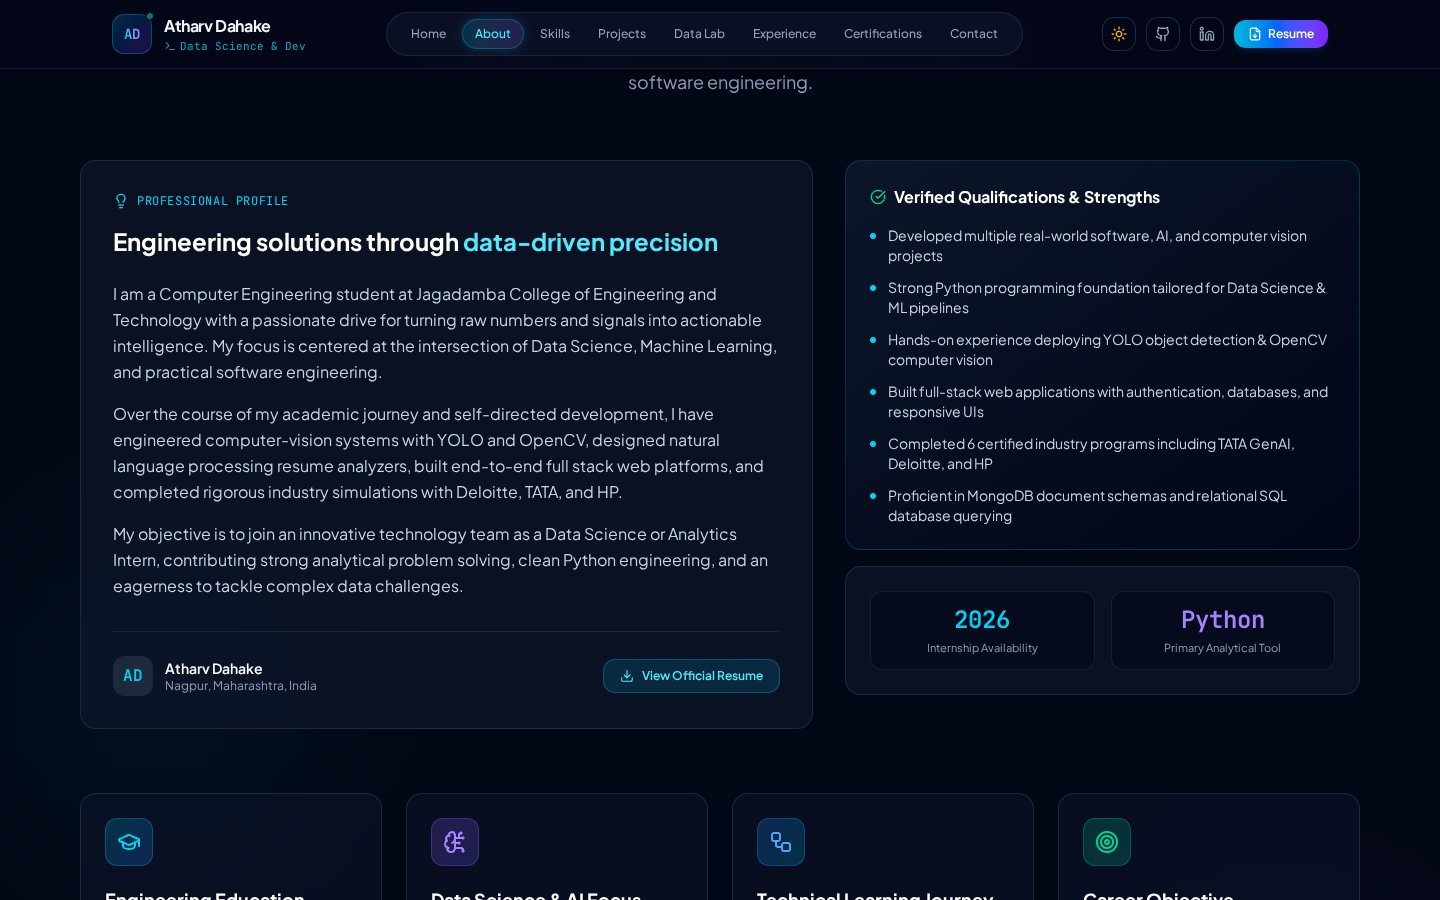 AD
Atharv Dahake
>_ Data Science & Dev
Home
About
Skills
Projects
Data Lab
Experience
Certifications
Contact
Resume
software engineering.
PROFESSIONAL PROFILE
Engineering solutions through data-driven precision
I am a Computer Engineering student at Jagadamba College of Engineering and
Technology with a passionate drive for turning raw numbers and signals into actionable
intelligence. My focus is centered at the intersection of Data Science, Machine Learning,
and practical software engineering.
Over the course of my academic journey and self-directed development, I have
engineered computer-vision systems with YOLO and OpenCV, designed natural
language processing resume analyzers, built end-to-end full stack web platforms, and
completed rigorous industry simulations with Deloitte, TATA, and HP.
My objective is to join an innovative technology team as a Data Science or Analytics
Intern, contributing strong analytical problem solving, clean Python engineering, and an
eagerness to tackle complex data challenges.
AD
Atharv Dahake
Nagpur, Maharashtra, India
View Official Resume
Verified Qualifications & Strengths
Developed multiple real-world software, AI, and computer vision
projects
Strong Python programming foundation tailored for Data Science &
ML pipelines
Hands-on experience deploying YOLO object detection & OpenCV
computer vision
Built full-stack web applications with authentication, databases, and
responsive UIs
Completed 6 certified industry programs including TATA GenAI,
Deloitte, and HP
Proficient in MongoDB document schemas and relational SQL
database querying
2026
Internship Availability
Python
Primary Analytical Tool
Engineering Education
Data Science & AI Focus
Technical Learning Journey
Career Objective